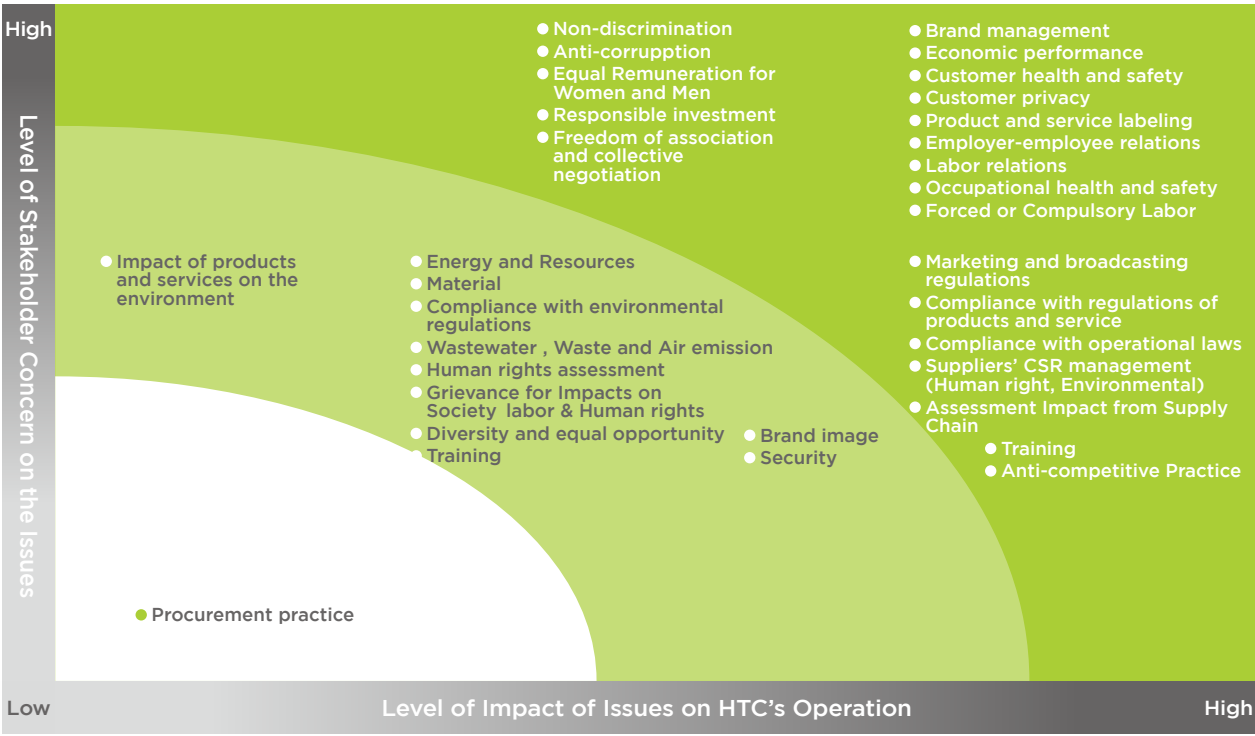 High
Level of Stakeholder Concern on the Issues
Non-discrimination
Anti-corrupption
Equal Remuneration for
Women and Men
Responsible investment
Freedom of association
and collective
negotiation
Brand management
Economic performance
Customer health and safety
Customer privacy
Product and service labeling
Employer-employee relations
Labor relations
Occupational health and safety
Forced or Compulsory Labor
Impact of products
and services on the
environment
Energy and Resources
Material
Compliance with environmental
regulations
Wastewater , Waste and Air emission
Human rights assessment
Grievance for Impacts on
Society labor & Human rights
Diversity and equal opportunity
Training
Brand image
Security
Marketing and broadcasting
regulations
Compliance with regulations of
products and service
Compliance with operational laws
Suppliers' CSR management
(Human right, Environmental)
Assessment Impact from Supply
Chain
Training
Anti-competitive Practice
Procurement practice
Low
Level of Impact of Issues on HTC's Operation
High